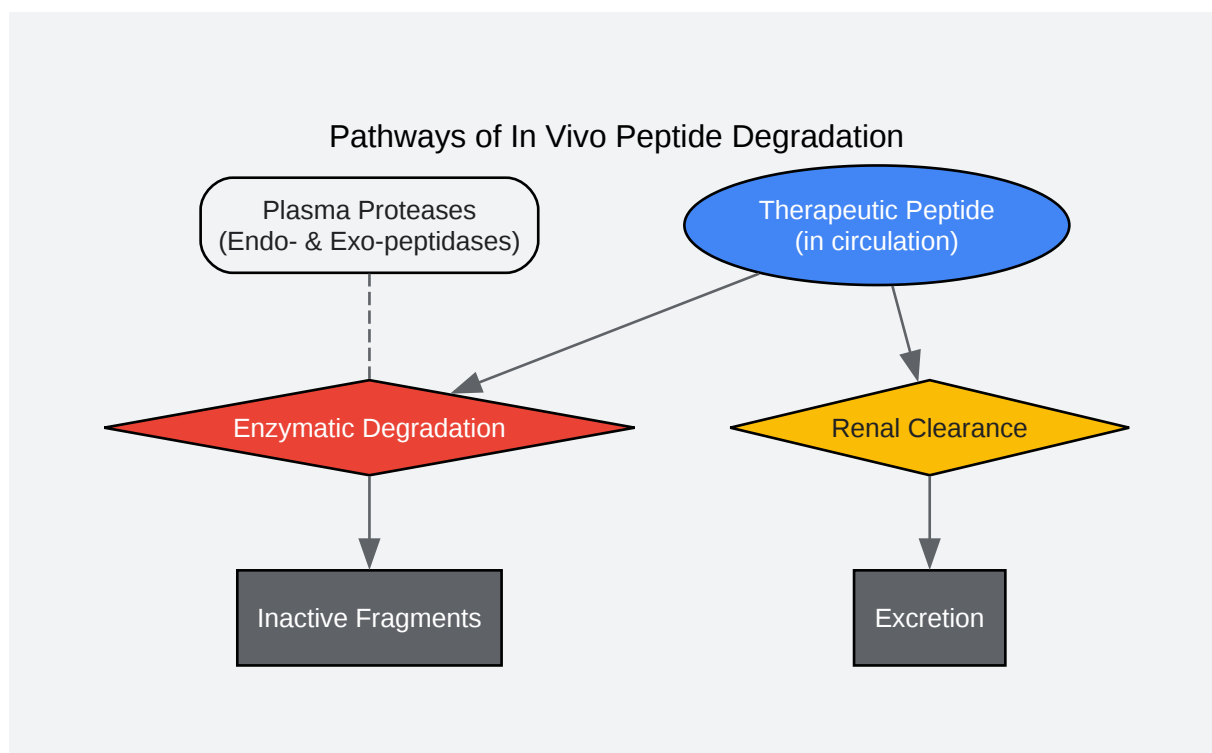 Pathways of In Vivo Peptide Degradation
Plasma Proteases
(Endo- & Exo-peptidases)
Therapeutic Peptide
(in circulation)
Enzymatic Degradation
Renal Clearance
Inactive Fragments
Excretion